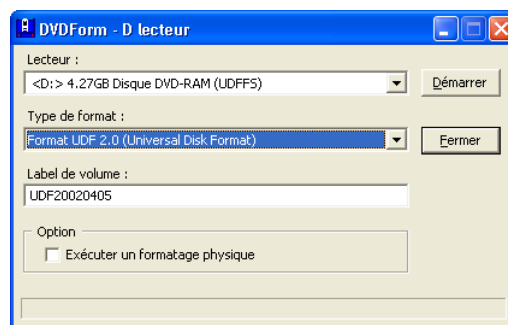 DVDForm - D lecteur
Lecteur :
<D:> 4.27GB Disque DVD-RAM (UDFFS)
Démarrer
Type de format :
Format UDF 2.0 (Universal Disk Format)
Fermer
Label de volume :
UDF20020405
Option
Exécuter un formatage physique